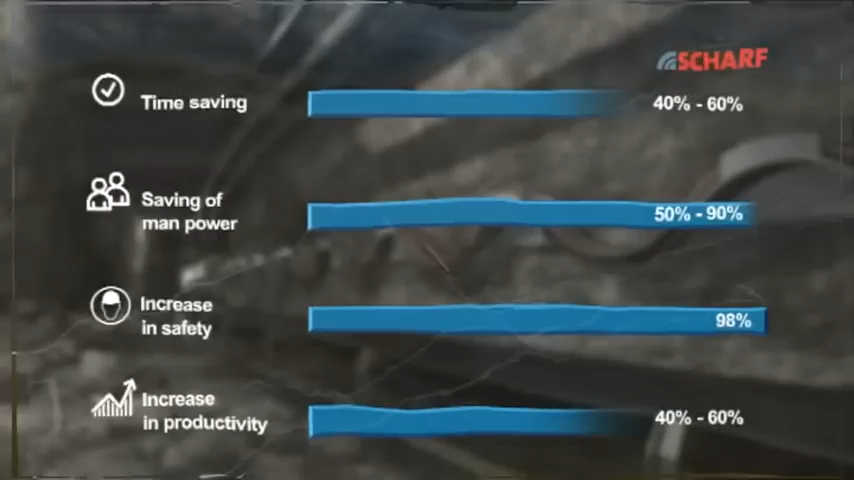 SCHARF
Time saving
40% - 60%
Saving of
man power
50% - 90%
Increase
in safety
98%
Increase
in productivity
40% - 60%